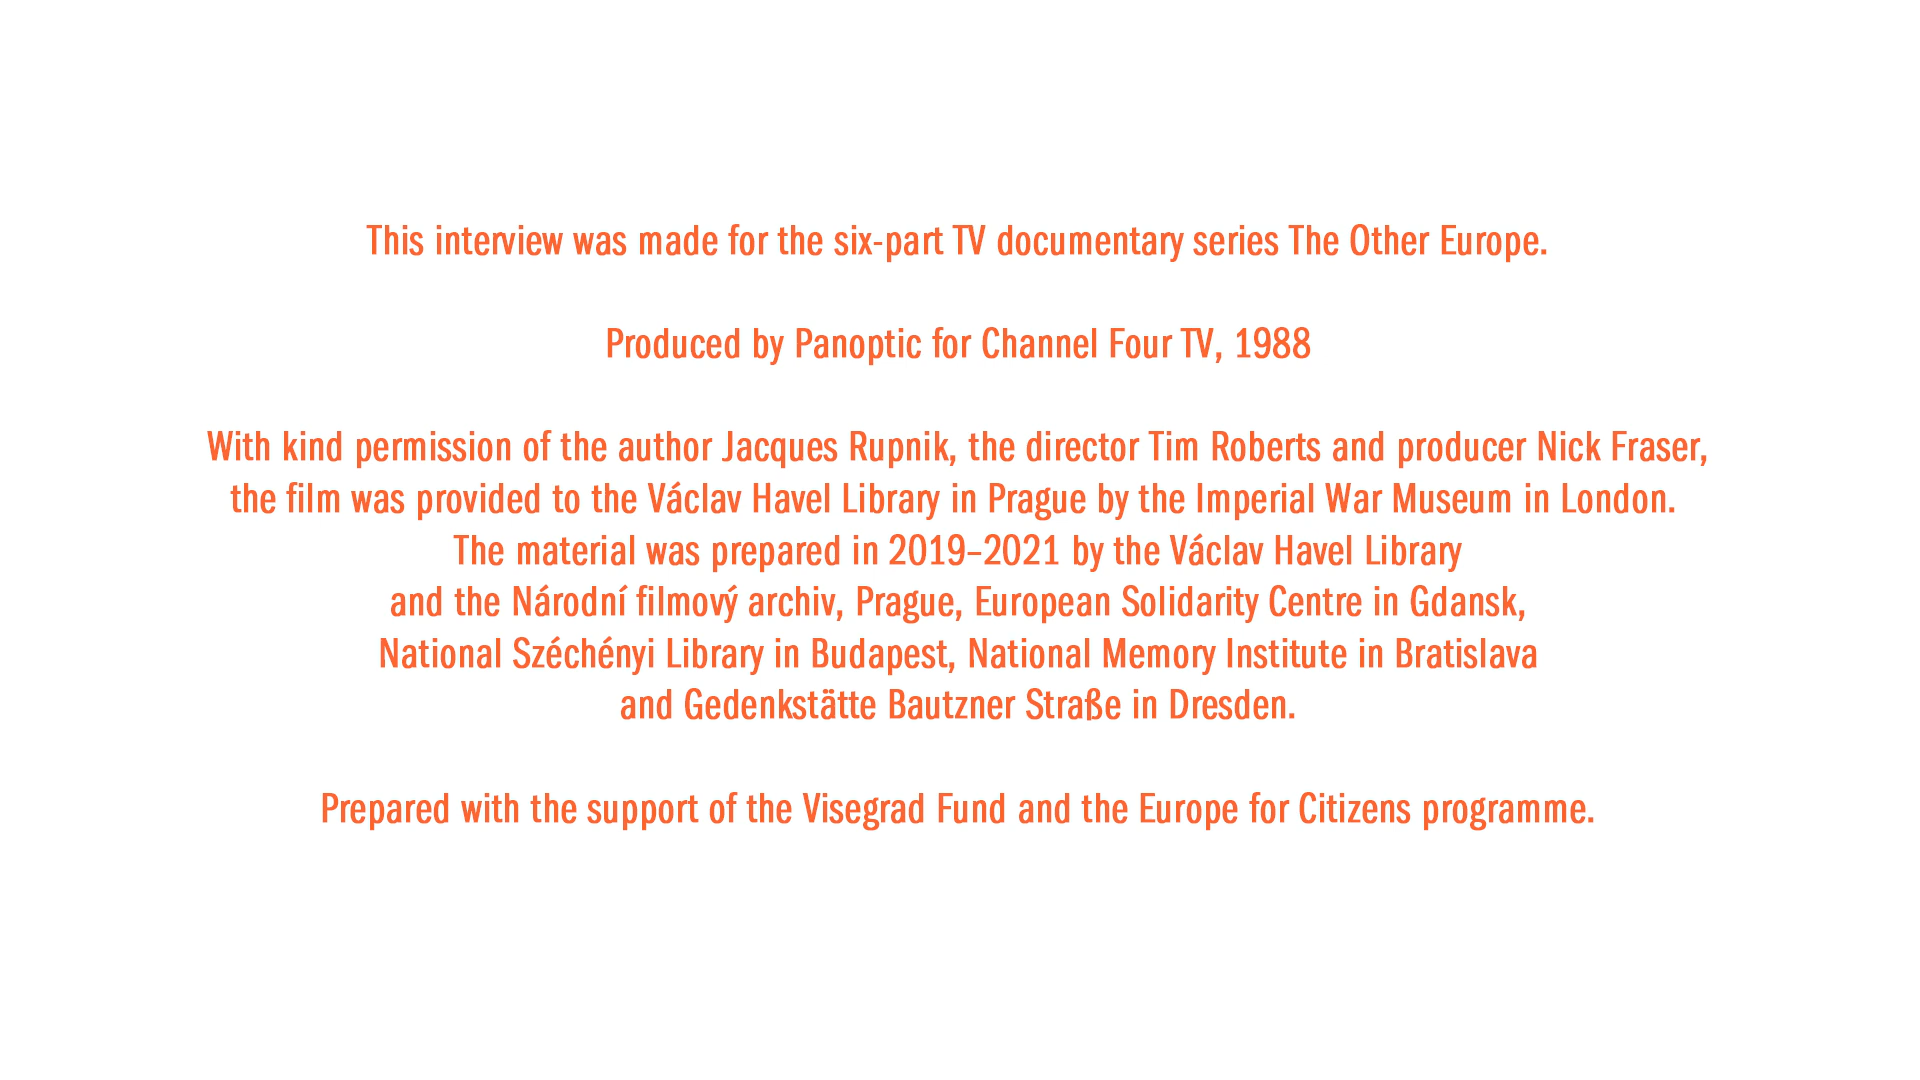 This interview was made for the six-part TV documentary series The Other Europe.
Produced by Panoptic for Channel Four TV, 1988
With kind permission of the author Jacques Rupnik, the director Tim Roberts and producer Nick Fraser,
the film was provided to the Václav Havel Library in Prague by the Imperial War Museum in London.
The material was prepared in 2019–2021 by the Václav Havel Library
and the Národní filmový archiv, Prague, European Solidarity Centre in Gdansk,
National Széchényi Library in Budapest, National Memory Institute in Bratislava
and Gedenkstätte Bautzner Straße in Dresden.
Prepared with the support of the Visegrad Fund and the Europe for Citizens programme.